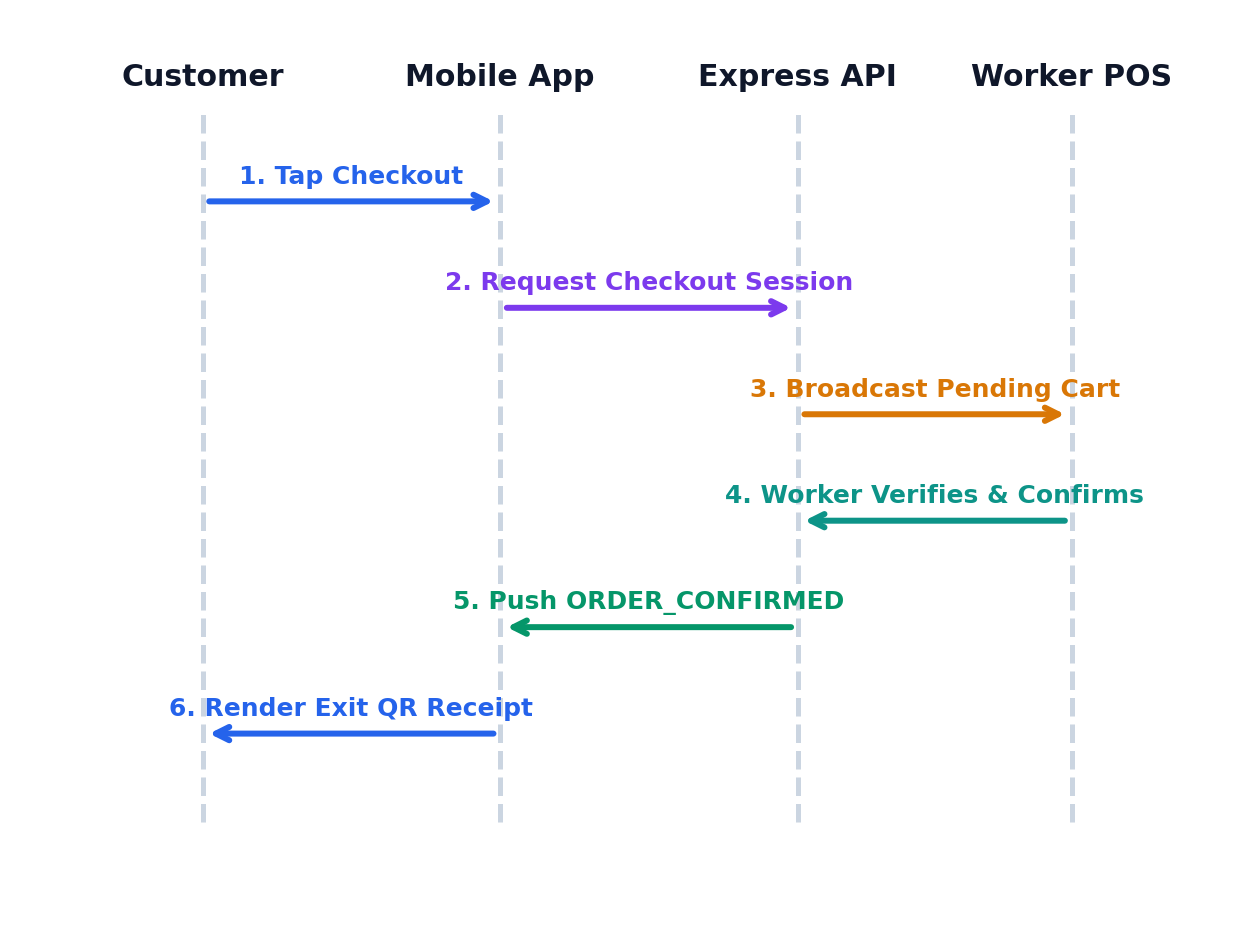 Customer
Mobile App
Express API
Worker POS
1. Tap Checkout
2. Request Checkout Session
3. Broadcast Pending Cart
4. Worker Verifies & Confirms
5. Push ORDER_CONFIRMED
6. Render Exit QR Receipt